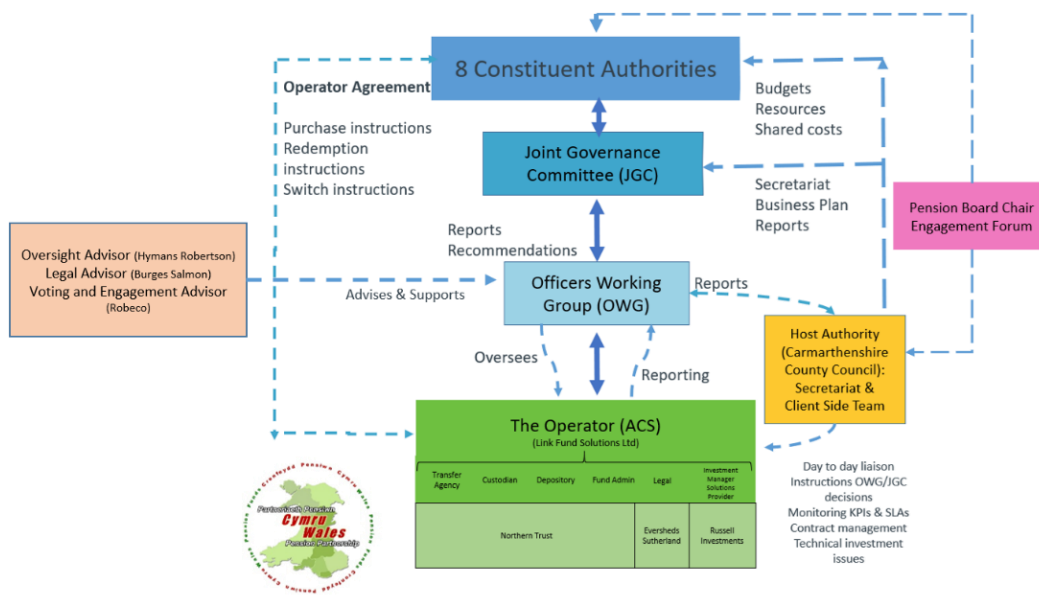 8 Constituent Authorities
Operator Agreement
Purchase instructions
Redemption
instructions
Switch instructions
Budgets
Resources
Shared costs
Joint Governance
Committee (JGC)
Secretariat
Business Plan
Reports
Pension Board Chair
Engagement Forum
Reports
Recommendations
Oversight Advisor (Hymans Robertson)
Legal Advisor (Burges Salmon)
Voting and Engagement Advisor
(Robeco)
Advises & Supports
Officers Working
Group (OWG)
Reports
Host Authority
(Carmarthenshire
County Council):
Secretariat &
Client Side Team
Oversees
Reporting
The Operator (ACS)
(Link Fund Solutions Ltd)
Transfer
Agency
Custodian
Depository
Fund Admin
Legal
Investment
Manager
Solutions
Provider
Northern Trust
Eversheds
Sutherland
Russell
Investments
Day to day liaison
Instructions OWG/JGC
decisions
Monitoring KPIs & SLAs
Contract management
Technical investment
issues
Partneriaeth Pensiwn
Cymru
Wales
Pension Partnership